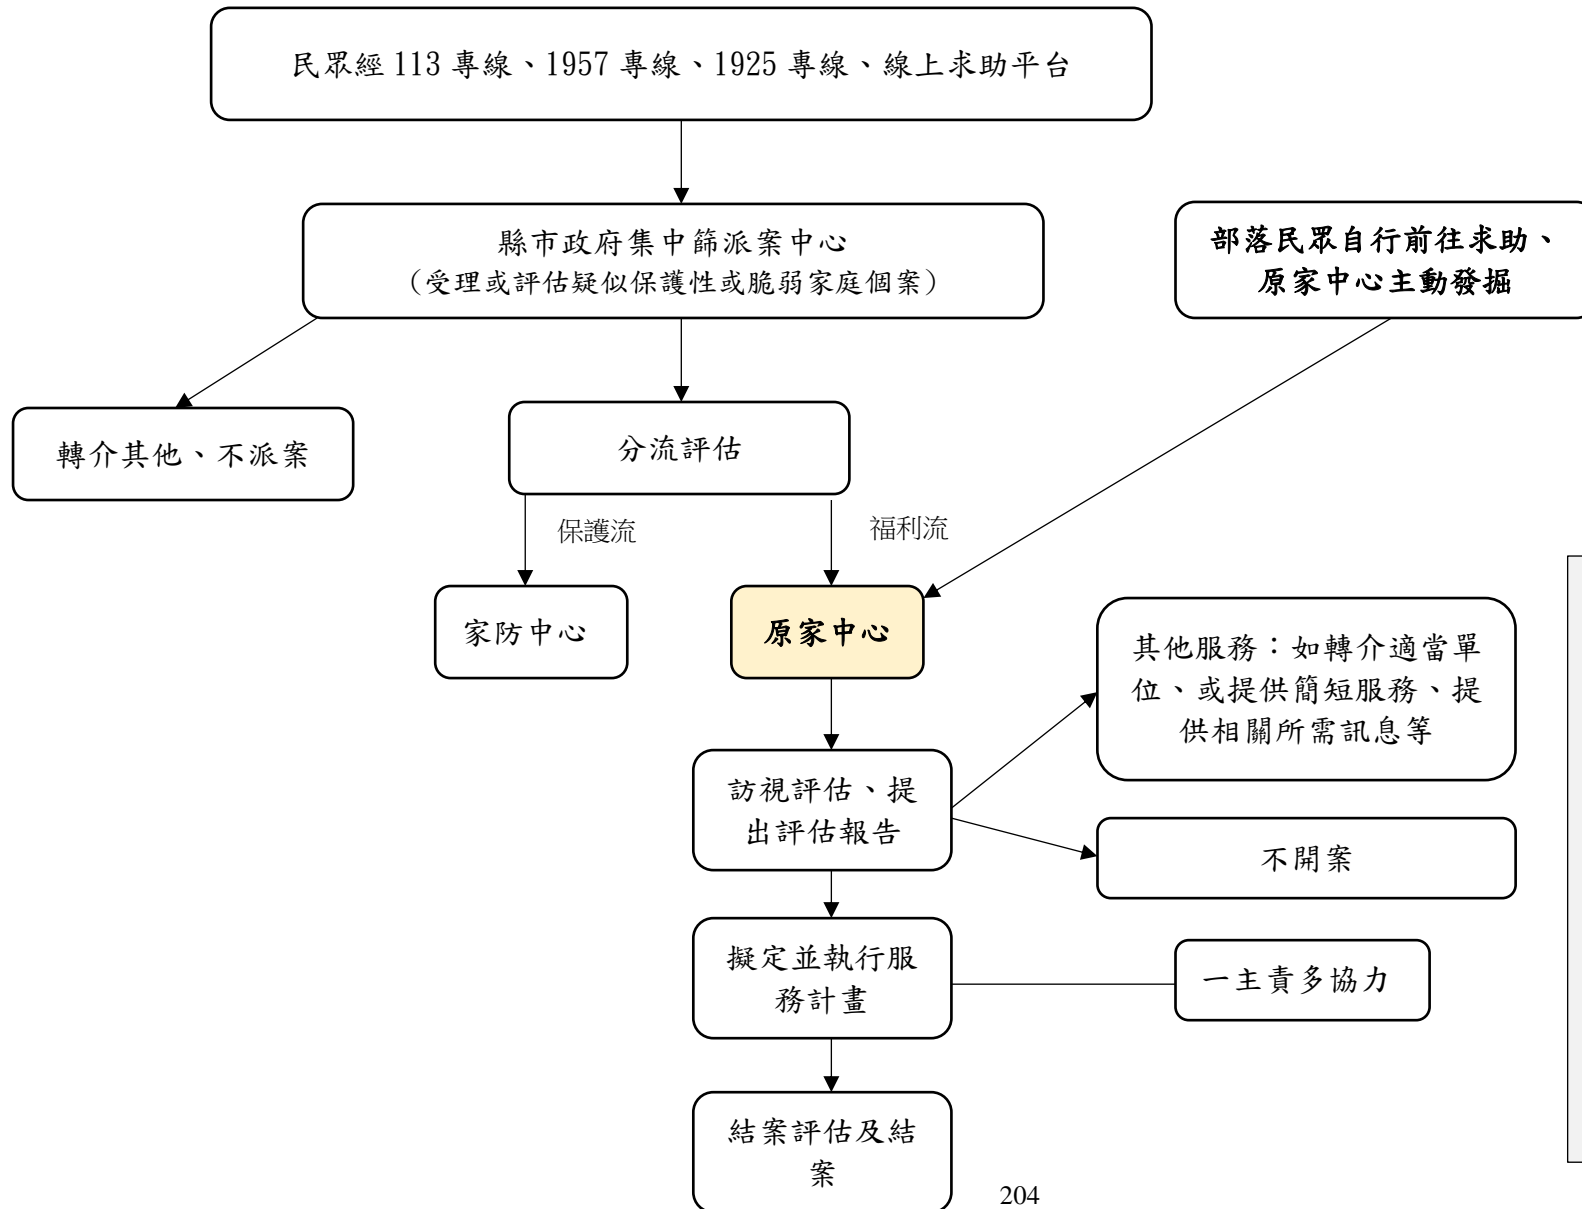 民眾經 113 專線、1957 專線、1925 專線、線上求助平台
縣市政府集中篩派案中心
（受理或評估疑似保護性或脆弱家庭個案）
部落民眾自行前往求助、
原家中心主動發掘
轉介其他、不派案
分流評估
保護流
福利流
家防中心
原家中心
其他服務：如轉介適當單
位、或提供簡短服務、提
供相關所需訊息等
訪視評估、提
出評估報告
不開案
擬定並執行服
務計畫
一主責多協力
結案評估及結
案
204